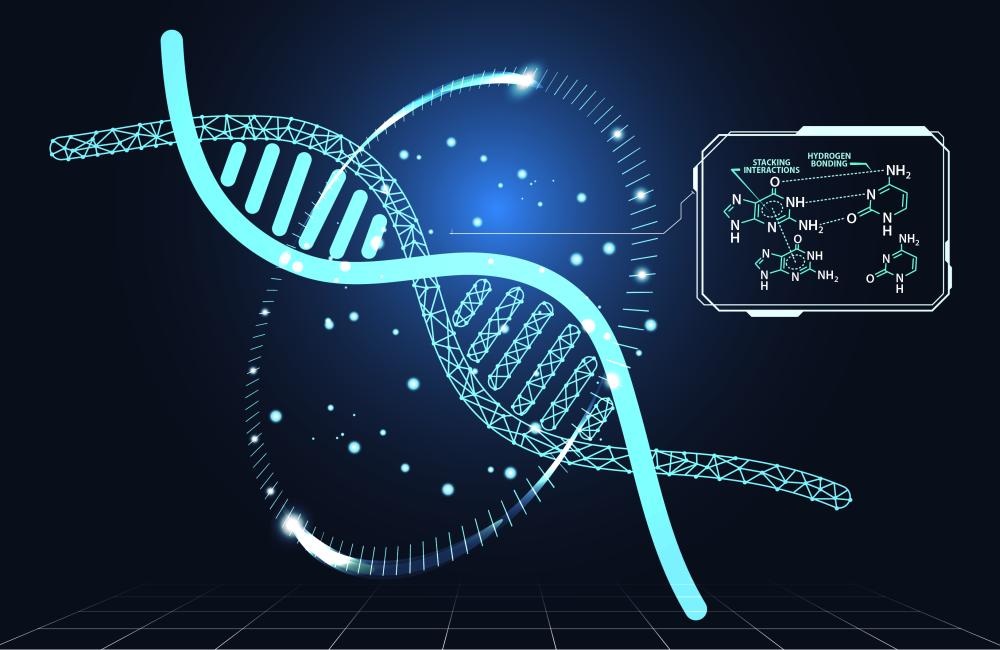 STACKING
INTERACTIONS
HYDROGEN
BONDING
O
NH₂
N
NH
N
N
H
N
NH₂
O
N
H
O
N
NH
N
H
N
NH₂
NH₂
N
O
N
H